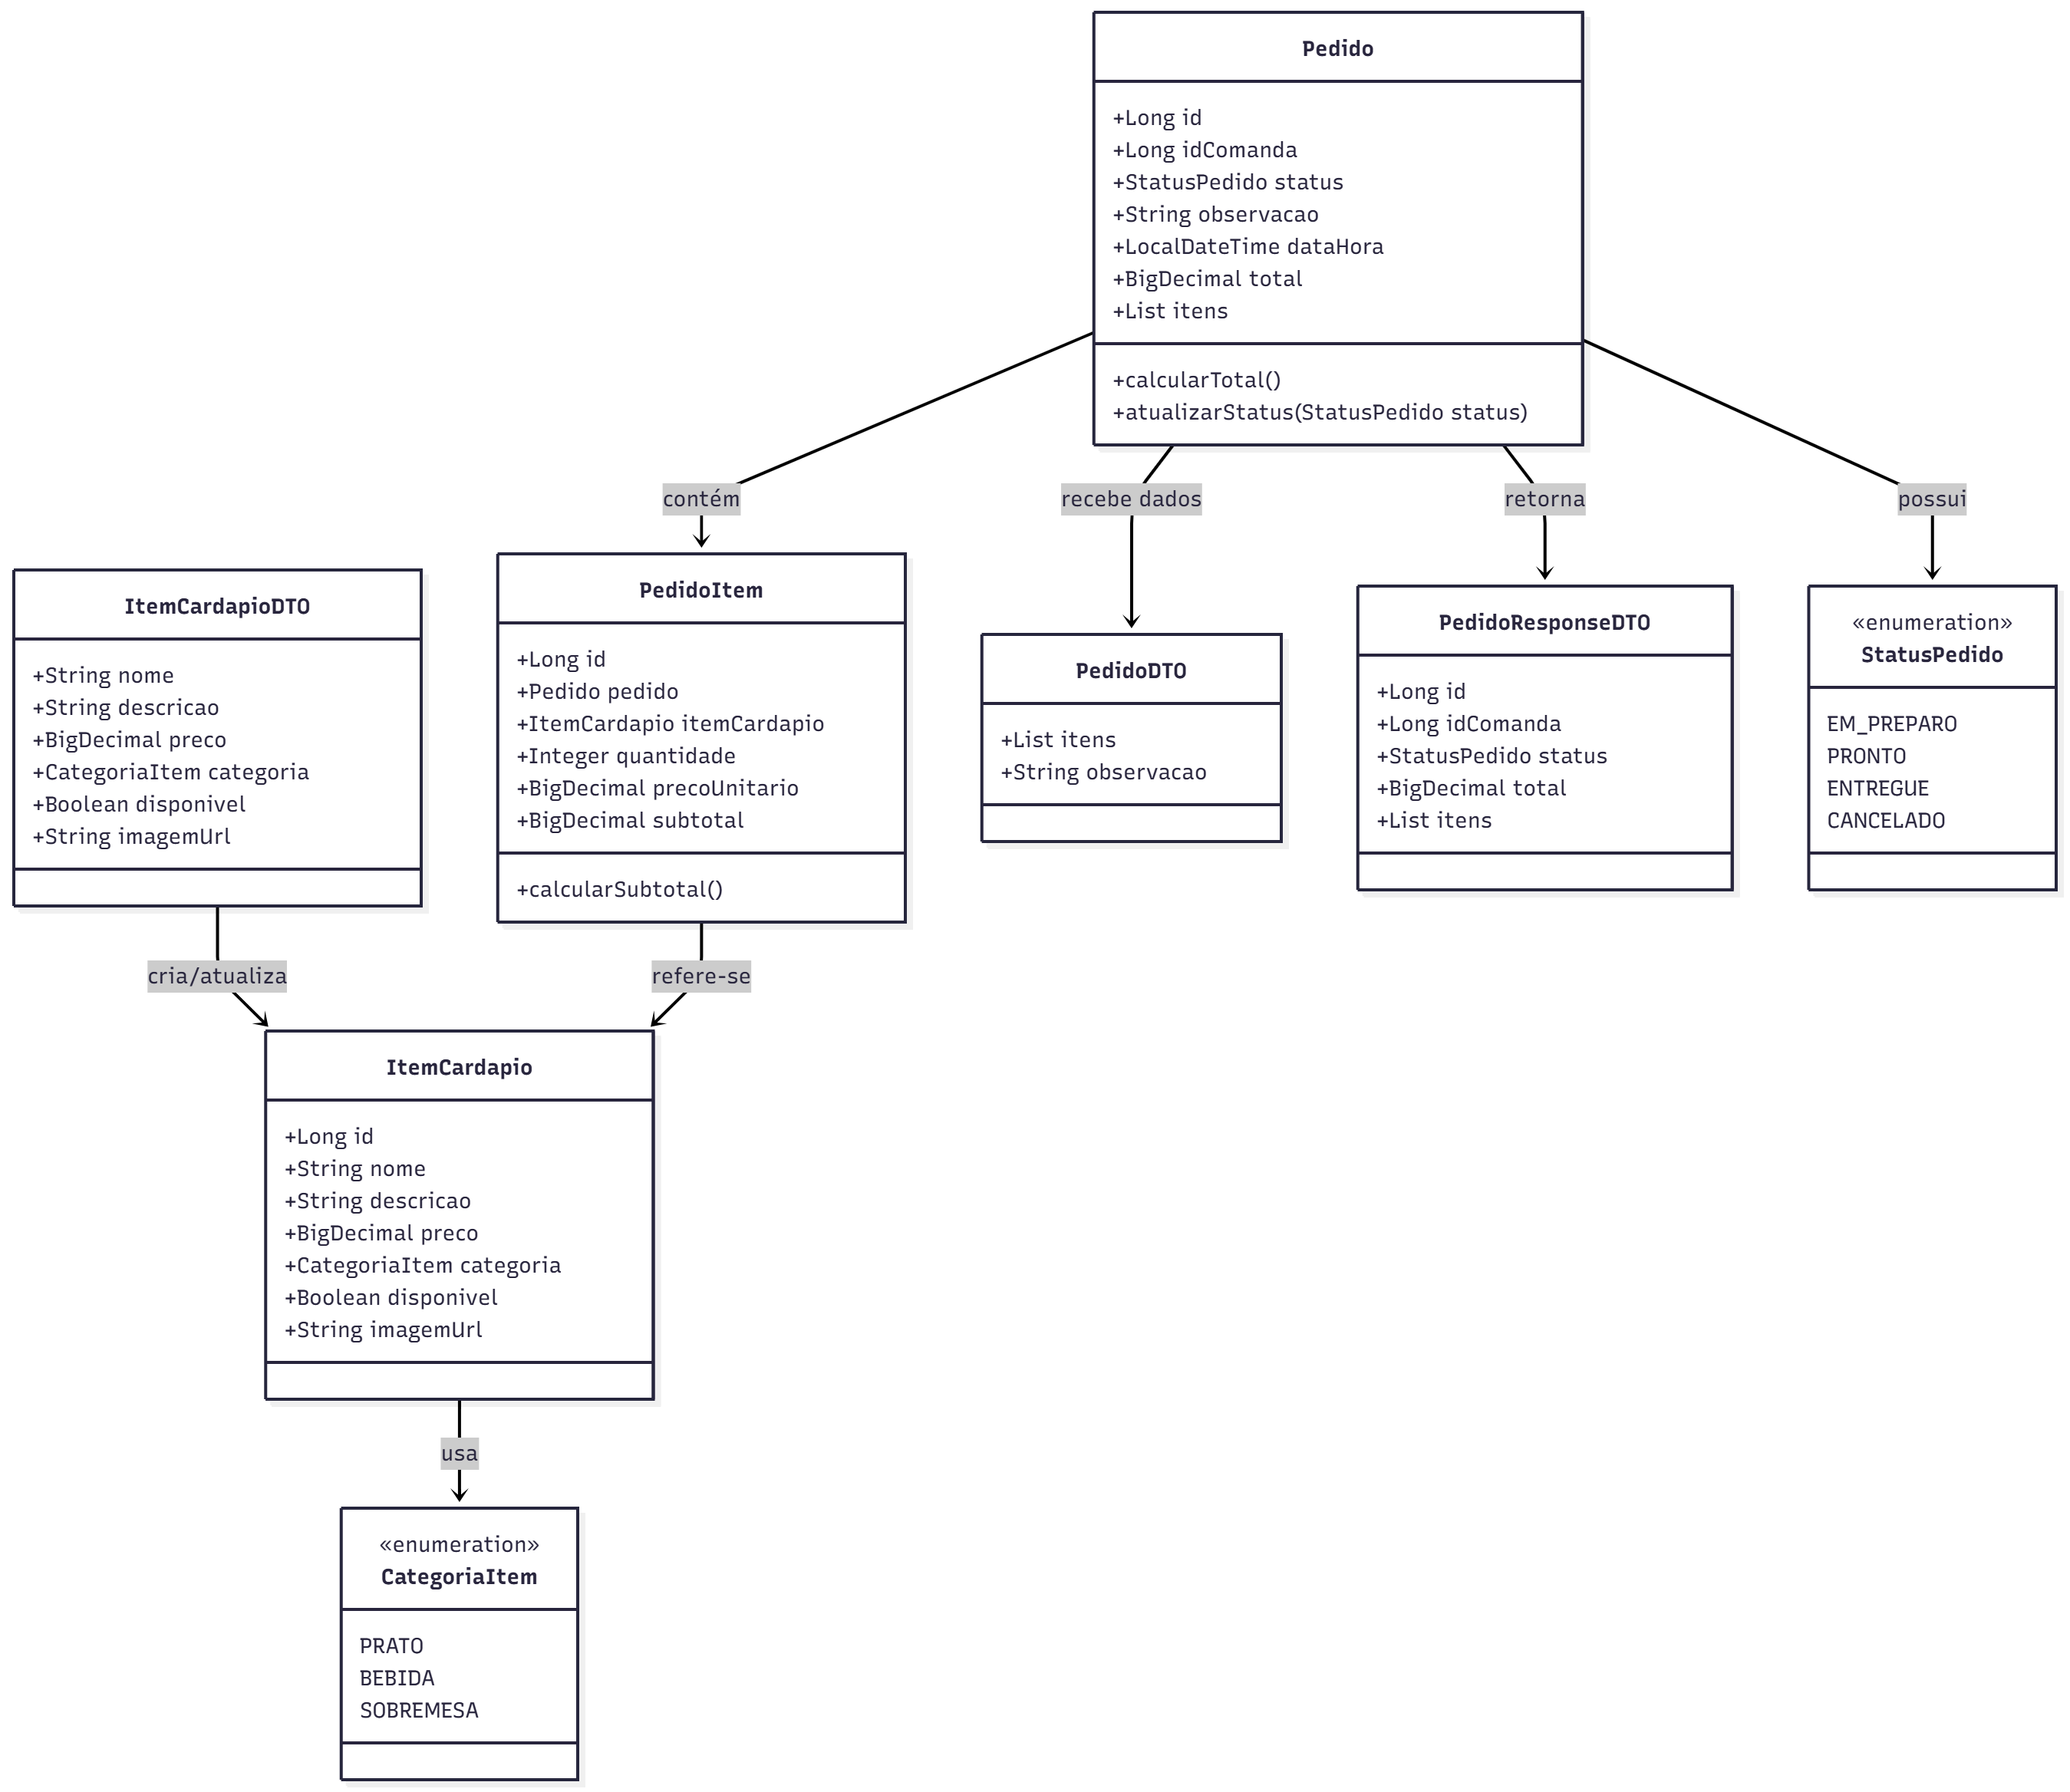 Pedido
+Long id
+Long idComanda
+StatusPedido status
+String observacao
+LocalDateTime dataHora
+BigDecimal total
+List itens
+calcularTotal()
+atualizarStatus(StatusPedido status)
contém
recebe dados
retorna
possui
ItemCardapioDTO
+String nome
+String descricao
+BigDecimal preco
+CategoriaItem categoria
+Boolean disponivel
+String imagemUrl
PedidoItem
+Long id
+Pedido pedido
+ItemCardapio itemCardapio
+Integer quantidade
+BigDecimal precoUnitario
+BigDecimal subtotal
+calcularSubtotal()
PedidoDTO
+List itens
+String observacao
PedidoResponseDTO
+Long id
+Long idComanda
+StatusPedido status
+BigDecimal total
+List itens
«enumeration»
StatusPedido
EM_PREPARO
PRONTO
ENTREGUE
CANCELADO
cria/atualiza
refere-se
ItemCardapio
+Long id
+String nome
+String descricao
+BigDecimal preco
+CategoriaItem categoria
+Boolean disponivel
+String imagemUrl
usa
«enumeration»
CategoriaItem
PRATO
BEBIDA
SOBREMESA